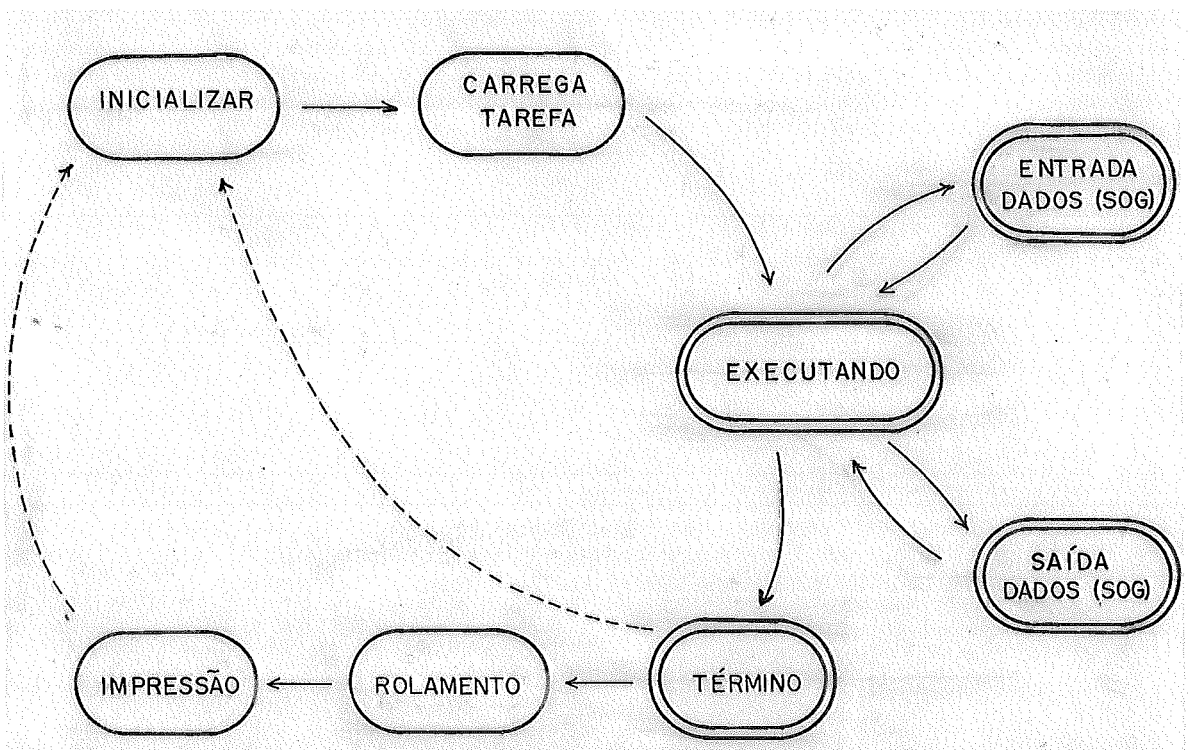 INICIALIZAR
CARREGA
TAREFA
ENTRADA
DADOS (SOG)
EXECUTANDO
SAÍDA
DADOS (SOG)
TÉRMINO
ROLAMENTO
IMPRESSÃO